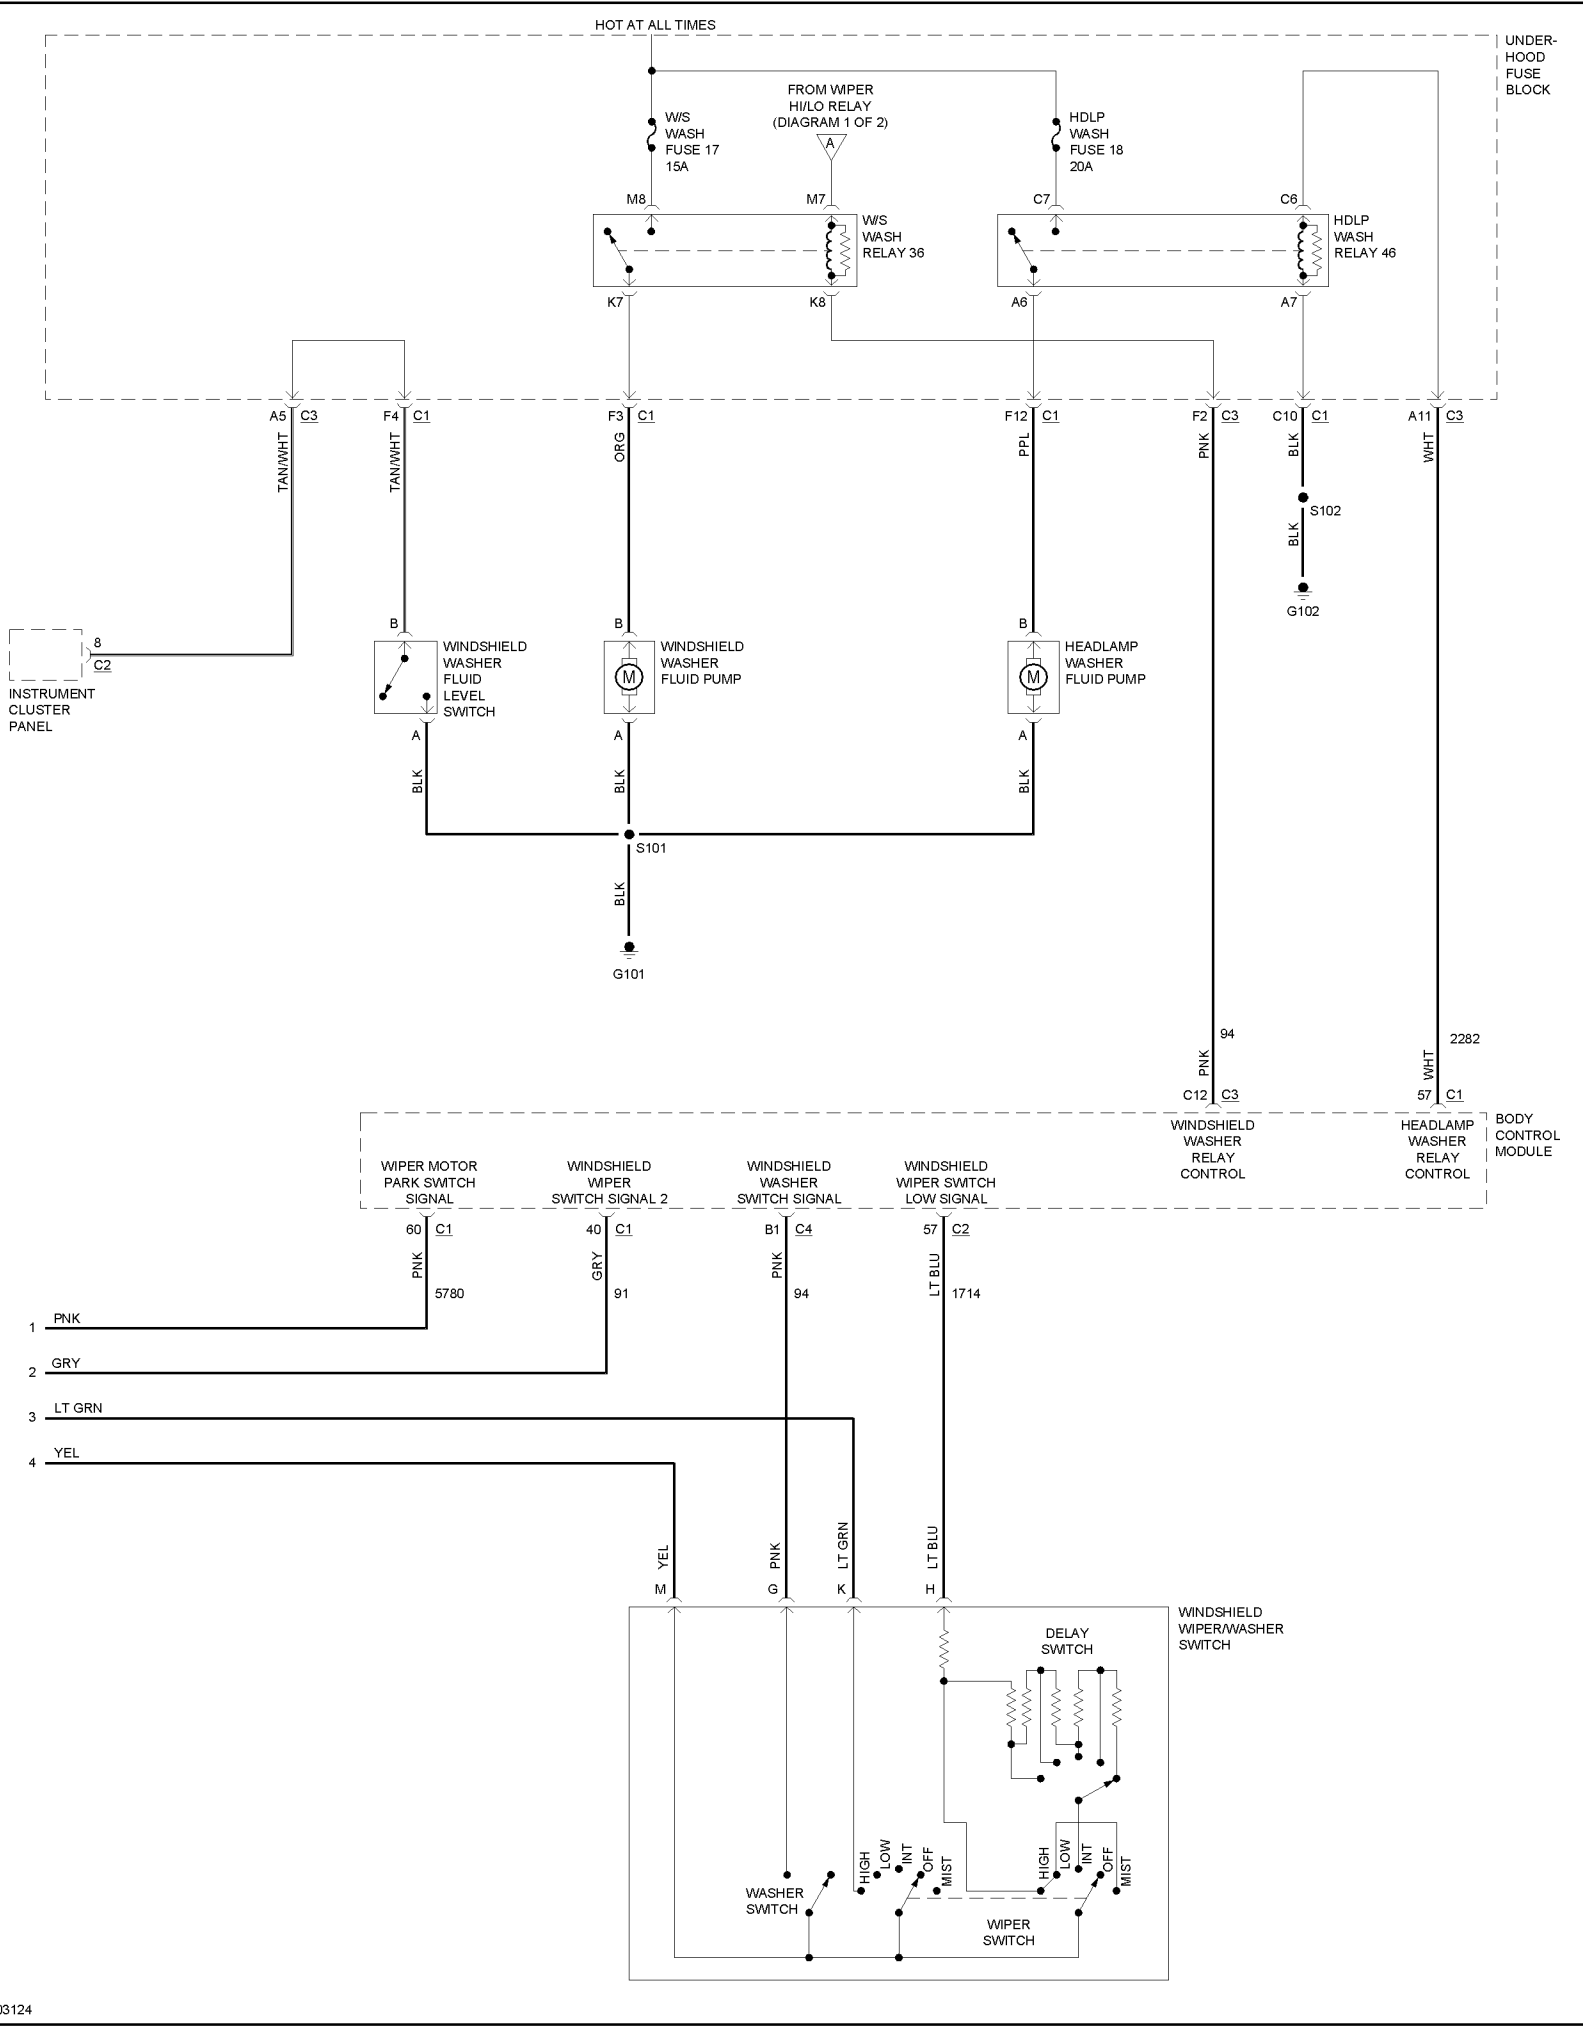 HOT AT ALL TIMES
UNDER-
HOOD
FUSE
BLOCK
FROM WIPER
HI/LO RELAY
(DIAGRAM 1 OF 2)
A
W/S
WASH
FUSE 17
15A
HDLP
WASH
FUSE 18
20A
M8
M7
C7
C6
W/S
WASH
RELAY 36
HDLP
WASH
RELAY 46
K7
K8
A6
A7
A5 C3
F4 C1
F3 C1
F12 C1
F2 C3
C10 C1
A11 C3
TAN/WHT
TAN/WHT
ORG
PPL
PNK
BLK
WHT
S102
BLK
G102
8
C2
INSTRUMENT
CLUSTER
PANEL
B
WINDSHIELD
WASHER
FLUID
LEVEL
SWITCH
B
M
WINDSHIELD
WASHER
FLUID PUMP
B
M
HEADLAMP
WASHER
FLUID PUMP
A
A
A
BLK
BLK
BLK
S101
BLK
G101
94
2282
PNK
WHT
C12 C3
57 C1
BODY
CONTROL
MODULE
WINDSHIELD
WASHER
RELAY
CONTROL
HEADLAMP
WASHER
RELAY
CONTROL
WIPER MOTOR
PARK SWITCH
SIGNAL
WINDSHIELD
WIPER
SWITCH SIGNAL 2
WINDSHIELD
WASHER
SWITCH SIGNAL
WINDSHIELD
WIPER SWITCH
LOW SIGNAL
60 C1
40 C1
B1 C4
57 C2
PNK
GRY
PNK
LT BLU
5780
91
94
1714
1 PNK
2 GRY
3 LT GRN
4 YEL
YEL
PNK
LT GRN
LT BLU
M
G
K
H
WINDSHIELD
WIPER/WASHER
SWITCH
DELAY
SWITCH
HIGH
LOW
INT
OFF
MIST
HIGH
LOW
INT
OFF
MIST
WASHER
SWITCH
WIPER
SWITCH
03124